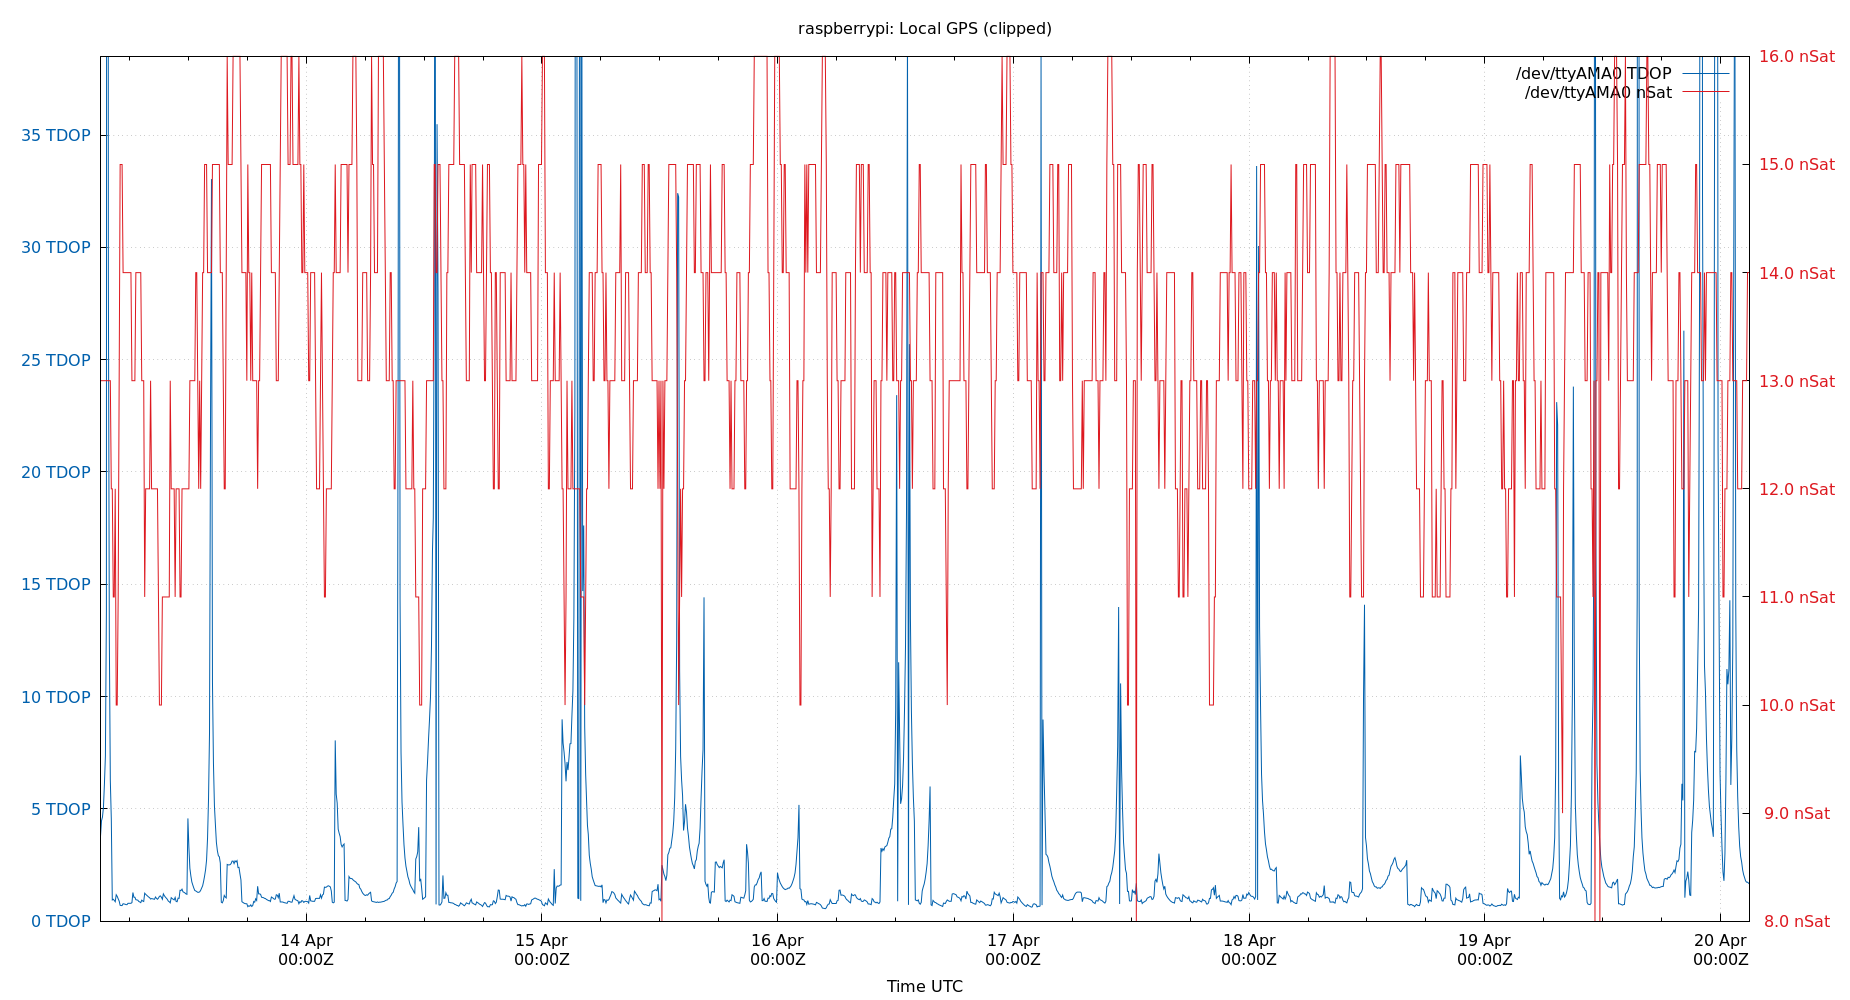 raspberrypi: Local GPS (clipped)
/dev/ttyAMA0 TDOP
/dev/ttyAMA0 nSat
35 TDOP
30 TDOP
25 TDOP
20 TDOP
15 TDOP
10 TDOP
5 TDOP
0 TDOP
16.0 nSat
15.0 nSat
14.0 nSat
13.0 nSat
12.0 nSat
11.0 nSat
10.0 nSat
9.0 nSat
8.0 nSat
14 Apr
00:00Z
15 Apr
00:00Z
16 Apr
00:00Z
17 Apr
00:00Z
18 Apr
00:00Z
19 Apr
00:00Z
20 Apr
00:00Z
Time UTC